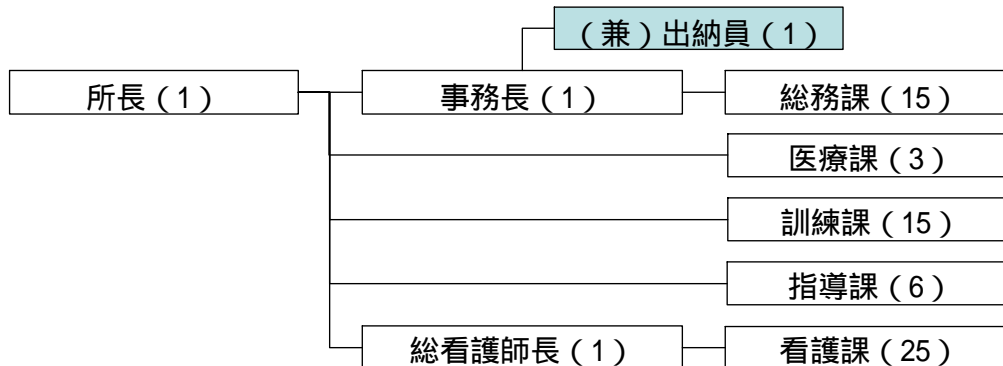 （兼）出納員（1）
所長（1）
事務長（1）
総務課（15）
医療課（3）
訓練課（15）
指導課（6）
総看護師長（1）
看護課（25）